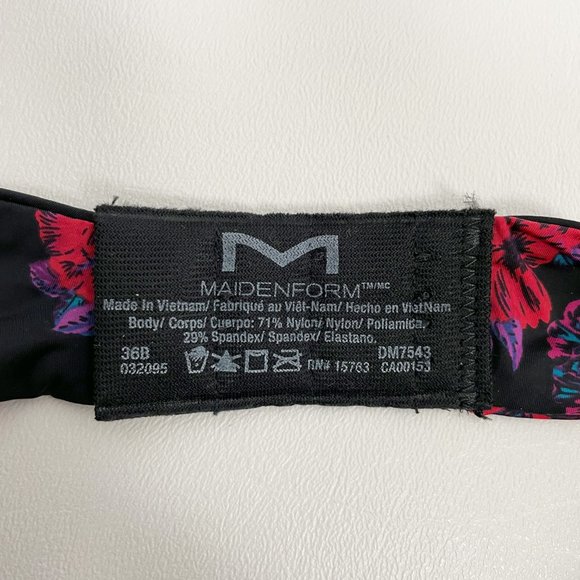 M
MAIDENFORM™/MC
Made in Vietnam/ Fabriqué au Viêt-Nam/ Hecho en VietNam
Body/ Corps/ Cuerpo: 71% Nylon/ Nylon/ Poliamica,
29% Spandex/ Spandex/ Elastano.
36B DM7543
032095 RN# 15763 CA00153